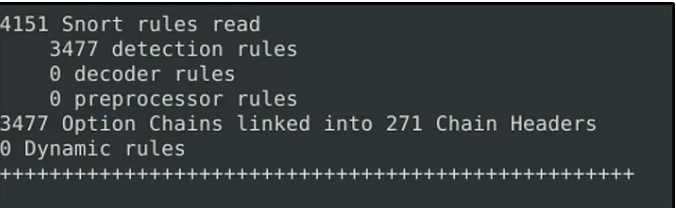 4151 Snort rules read
    3477 detection rules
    0 decoder rules
    0 preprocessor rules
3477 Option Chains linked into 271 Chain Headers
0 Dynamic rules
+++++++++++++++++++++++++++++++++++++++++++++++++++